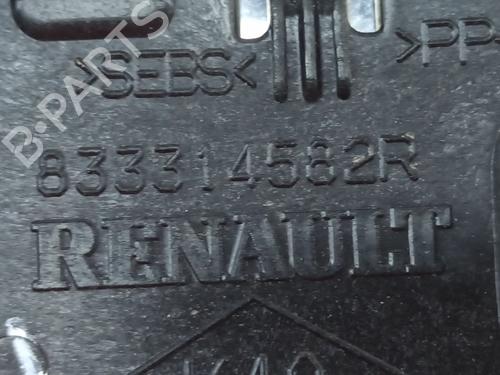 >SEBS< >PP
833314582R
RENAULT
B-PARTS